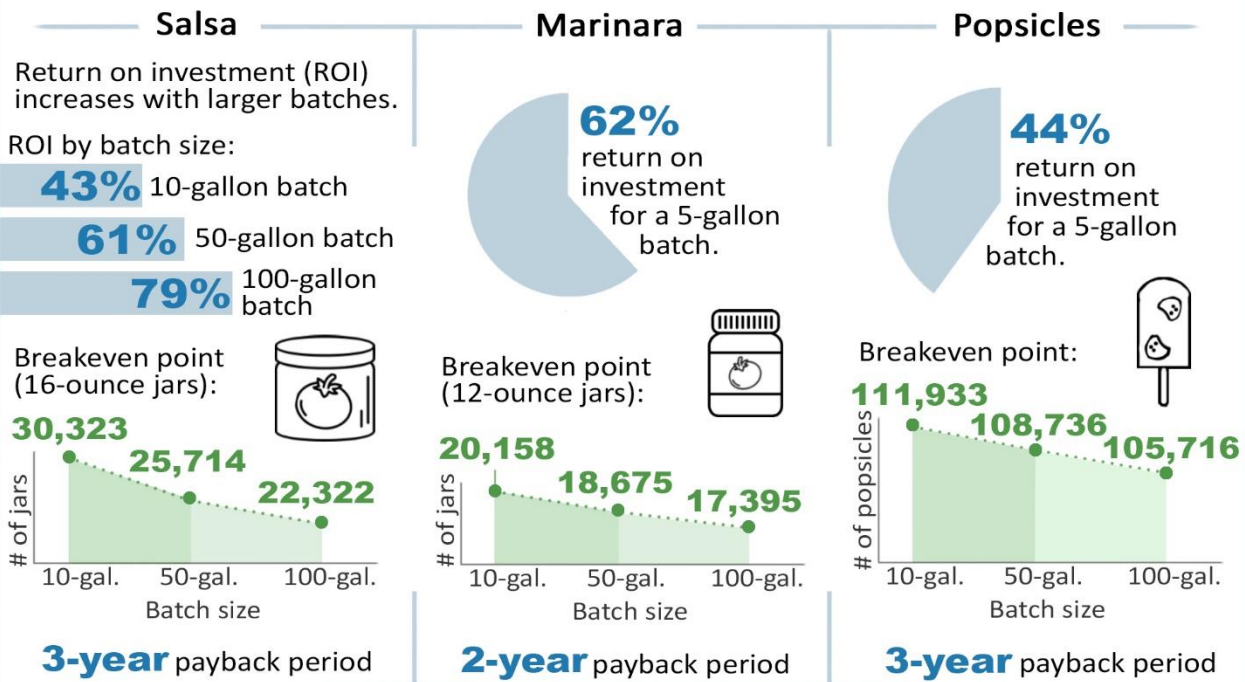 Salsa
Return on investment (ROI)
increases with larger batches.
ROI by batch size:
43% 10-gallon batch
61% 50-gallon batch
79% 100-gallon
batch
Breakeven point
(16-ounce jars):
30,323
25,714
22,322
# of jars
10-gal. 50-gal. 100-gal.
Batch size
3-year payback period
Marinara
62%
return on
investment
for a 5-gallon
batch.
Breakeven point
(12-ounce jars):
20,158
18,675
17,395
# of jars
10-gal. 50-gal. 100-gal.
Batch size
2-year payback period
Popsicles
44%
return on
investment
for a 5-gallon
batch.
Breakeven point:
111,933
108,736
105,716
# of popsicles
10-gal. 50-gal. 100-gal.
Batch size
3-year payback period